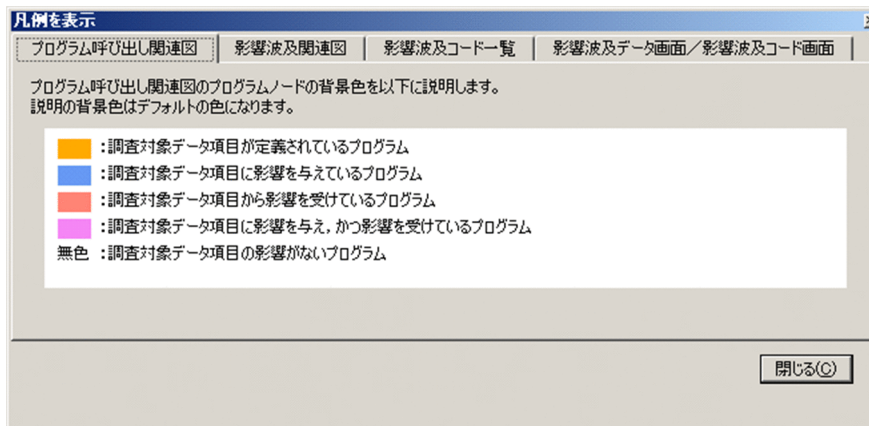 凡例を表示
プログラム呼び出し関連図 影響波及関連図 影響波及コード一覧 影響波及データ画面／影響波及コード画面
プログラム呼び出し関連図のプログラムノードの背景色を以下に説明します。
説明の背景色はデフォルトの色になります。
：調査対象データ項目が定義されているプログラム
：調査対象データ項目に影響を与えているプログラム
：調査対象データ項目から影響を受けているプログラム
：調査対象データ項目に影響を与え，かつ影響を受けているプログラム
無色 ：調査対象データ項目の影響がないプログラム
閉じる(C)